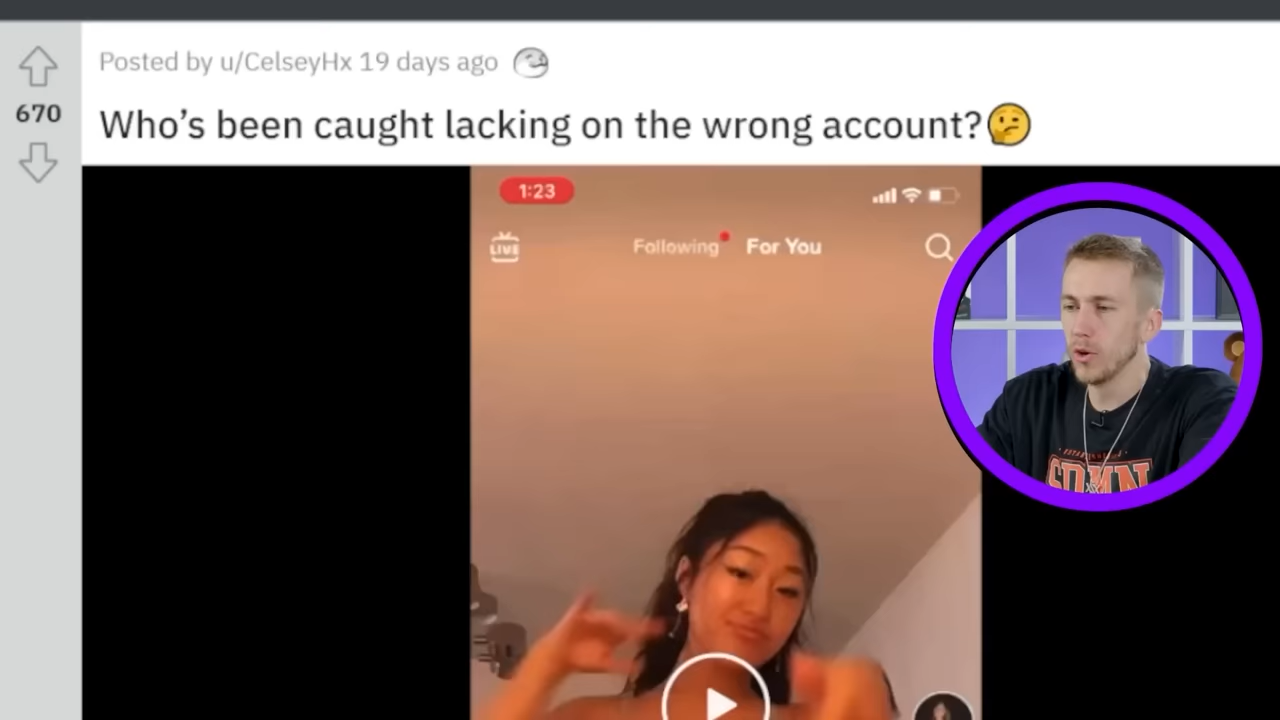 Posted by u/CelseyHx 19 days ago
670
Who's been caught lacking on the wrong account?🤔
1:23
LIVE
Following
For You
SDMN